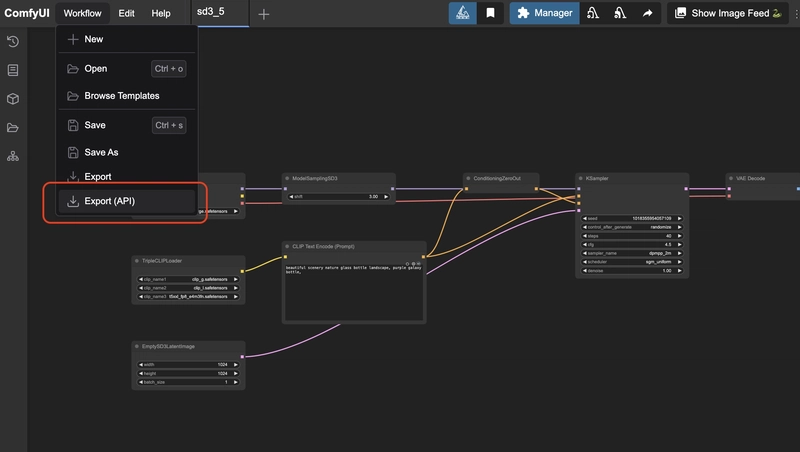 ComfyUI
Workflow
Edit
Help
sd3_5
Manager
Show Image Feed
New
Open
Ctrl + o
Browse Templates
Save
Ctrl + s
Save As
Export
Export (API)
ModelSamplingSD3
shift
3.00
ConditioningZeroOut
KSampler
seed
control_after_generate
randomize
steps
40
cfg
4.5
sampler_name
dpmpp_2m
scheduler
sgm_uniform
denoise
1.00
VAE Decode
TripleCLIPLoader
clip_name1
clip_g.safetensors
clip_name2
clip_l.safetensors
clip_name3
t5xxl_fp8_e4m3fn.safetensors
CLIP Text Encode (Prompt)
beautiful scenery nature glass bottle landscape, purple galaxy
bottle,
EmptySD3LatentImage
width
1024
height
1024
batch_size
1